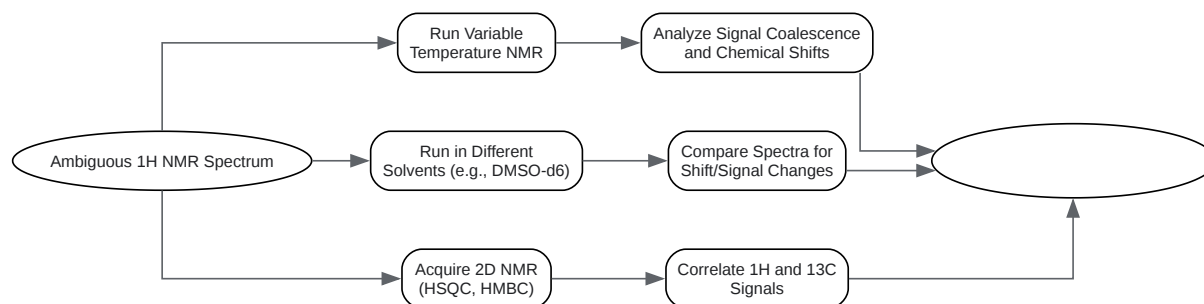 Run Variable
Temperature NMR
Analyze Signal Coalescence
and Chemical Shifts
Ambiguous 1H NMR Spectrum
Run in Different
Solvents (e.g., DMSO-d6)
Compare Spectra for
Shift/Signal Changes
Acquire 2D NMR
(HSQC, HMBC)
Correlate 1H and 13C
Signals